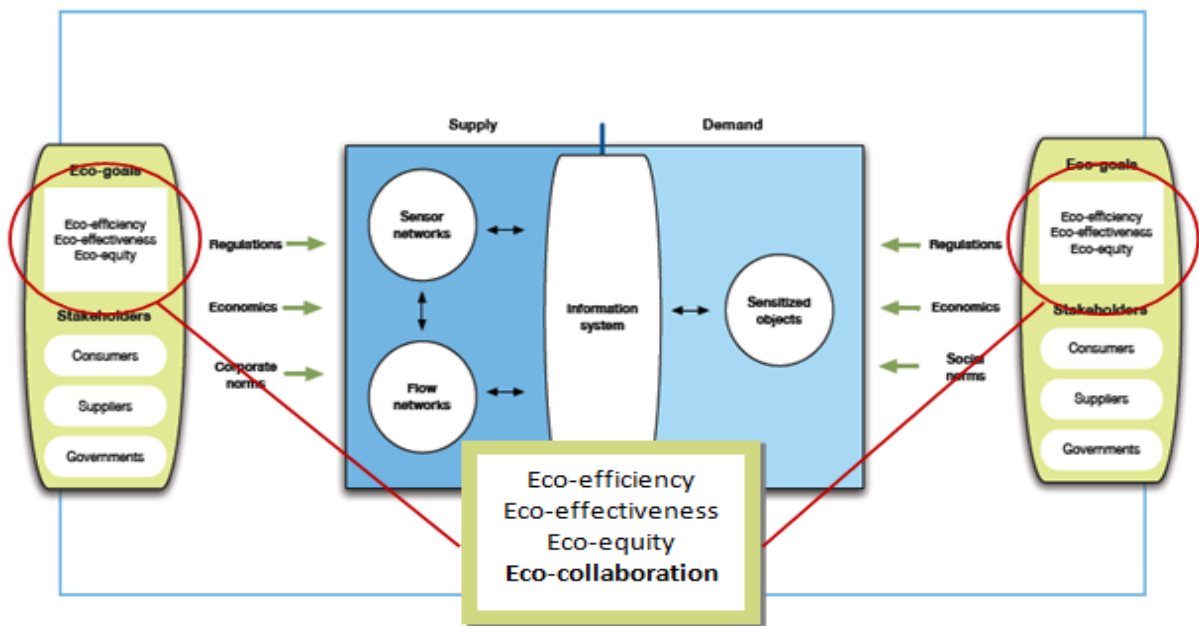 Supply
Demand
Eco-goals
Eco-efficiency
Eco-effectiveness
Eco-equity
Stakeholders
Consumers
Suppliers
Governments
Regulations
Economics
Corporate
norms
Sensor
networks
Flow
networks
Information
system
Sensitized
objects
Regulations
Economics
Social
norms
Eco-goals
Eco-efficiency
Eco-effectiveness
Eco-equity
Stakeholders
Consumers
Suppliers
Governments
Eco-efficiency
Eco-effectiveness
Eco-equity
Eco-collaboration